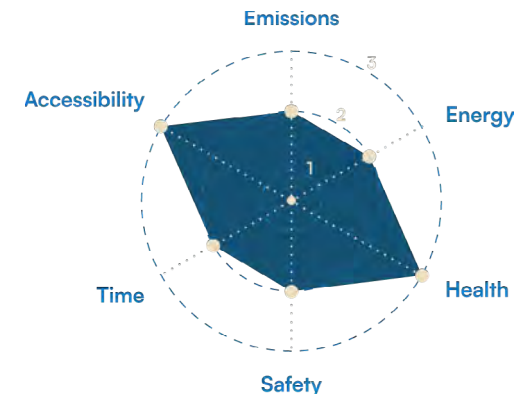 Emissions
3
Accessibility
2
Energy
1
Time
Health
Safety